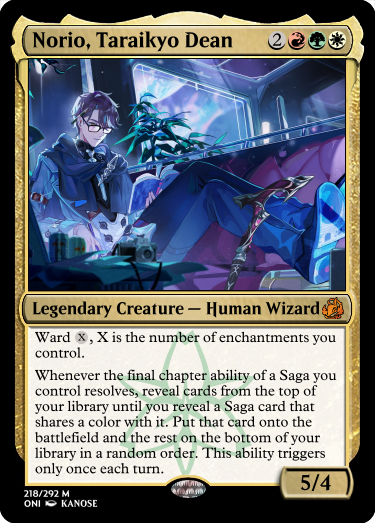 Norio, Taraikyo Dean 2
Legendary Creature — Human Wizard
Ward X, X is the number of enchantments you
control.
Whenever the final chapter ability of a Saga you
control resolves, reveal cards from the top of
your library until you reveal a Saga card that
shares a color with it. Put that card onto the
battlefield and the rest on the bottom of your
library in a random order. This ability triggers
only once each turn.
5/4
218/292 M
ONI KANOSE